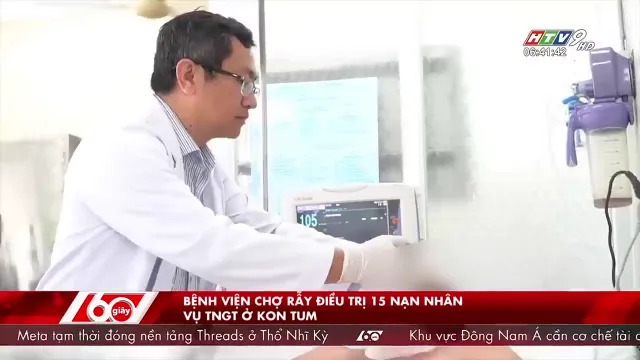 HTV9 HD
06:41:42
105
60 giây
BỆNH VIỆN CHỢ RẪY ĐIỀU TRỊ 15 NẠN NHÂN
VỤ TNGT Ở KON TUM
Meta tạm thời đóng nền tảng Threads ở Thổ Nhĩ Kỳ
Khu vực Đông Nam Á cần cơ chế tài c